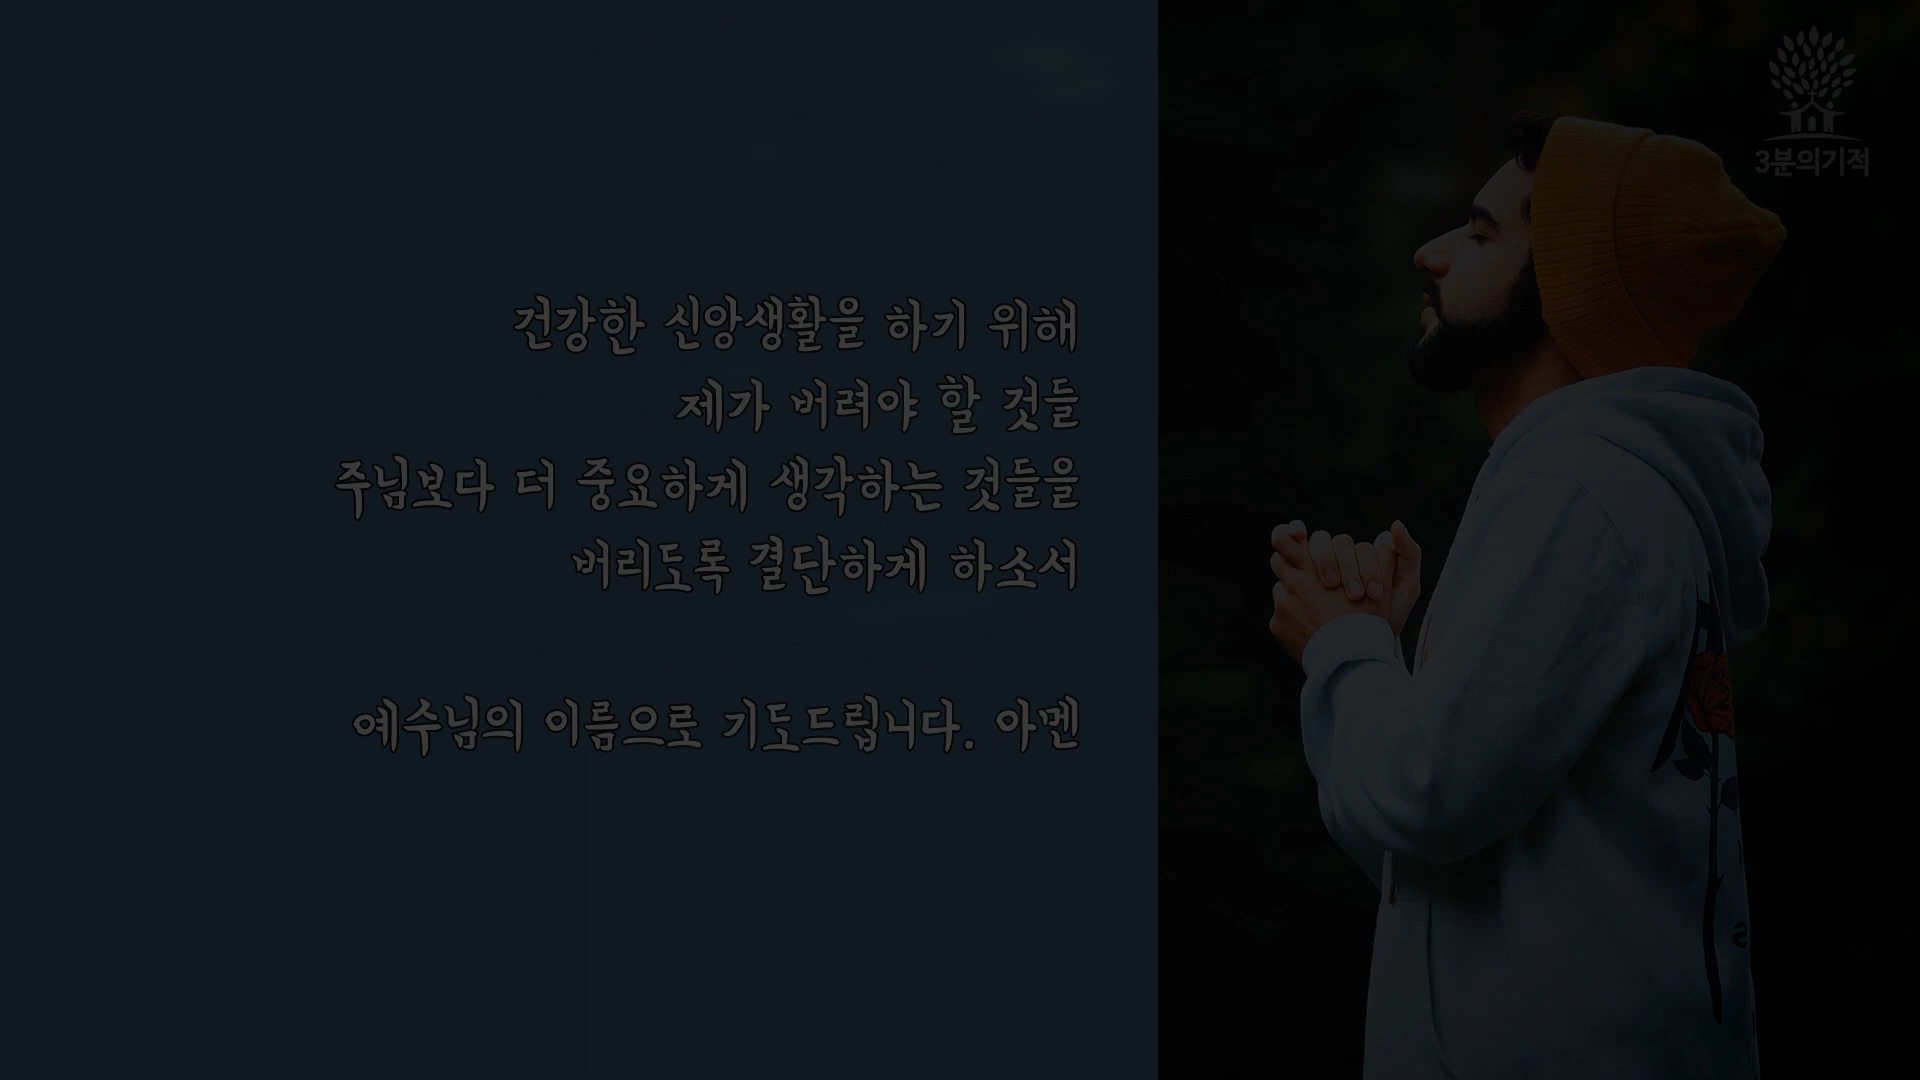 3분의기적
건강한 신앙생활을 하기 위해
제가 버려야 할 것들
주님보다 더 중요하게 생각하는 것들을
버리도록 결단하게 하소서
예수님의 이름으로 기도드립니다. 아멘